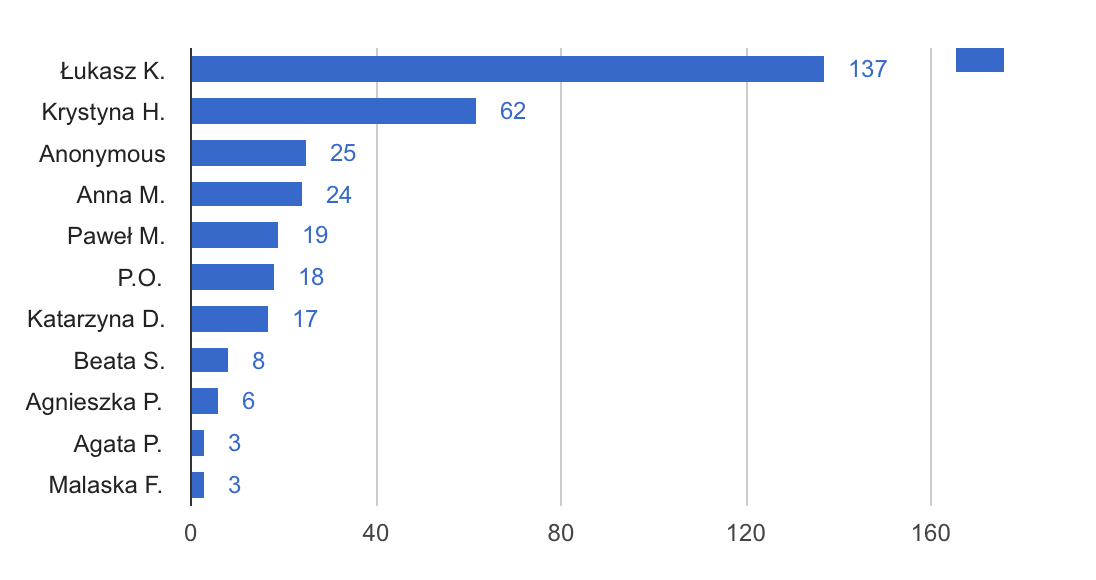 Łukasz K. 137
Krystyna H. 62
Anonymous 25
Anna M. 24
Paweł M. 19
P.O. 18
Katarzyna D. 17
Beata S. 8
Agnieszka P. 6
Agata P. 3
Malaska F. 3
0 40 80 120 160